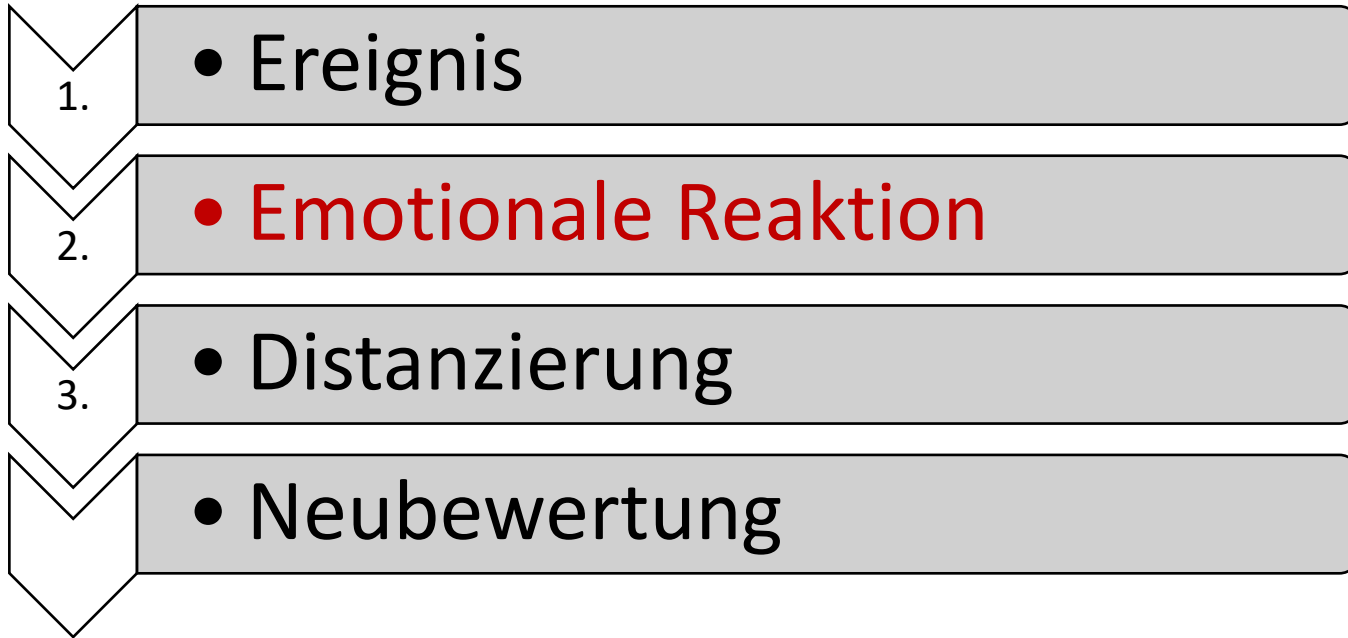 1. • Ereignis
2. • Emotionale Reaktion
3. • Distanzierung
• Neubewertung